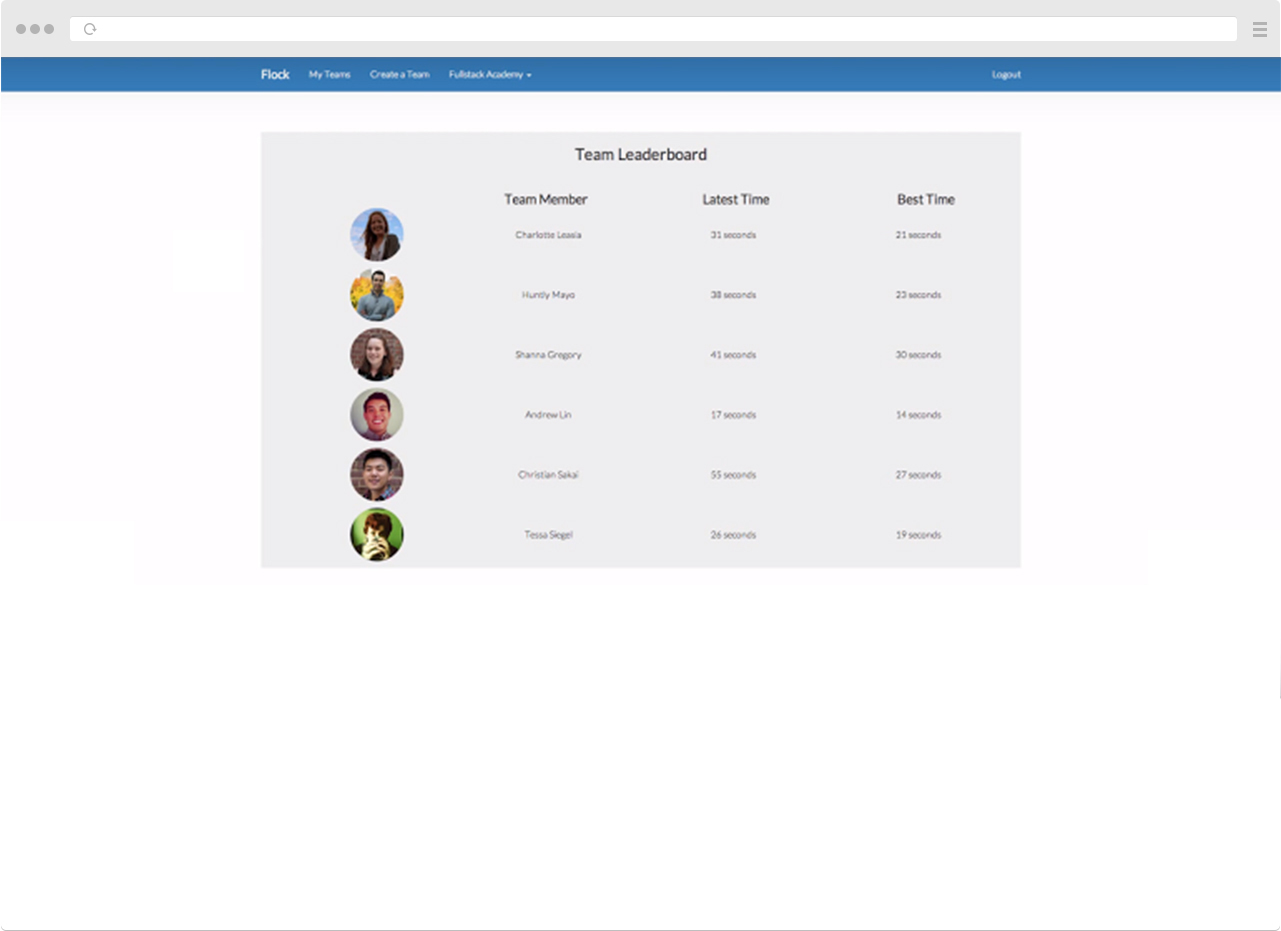 Flock My Teams Create a Team Fullstack Academy Logout
Team Leaderboard
Team Member Latest Time Best Time
Charlotte Leasia 31 seconds 21 seconds
Huntly Mayo 38 seconds 23 seconds
Shanna Gregory 41 seconds 30 seconds
Andrew Lin 17 seconds 14 seconds
Christian Sakai 55 seconds 27 seconds
Tessa Siegel 26 seconds 19 seconds